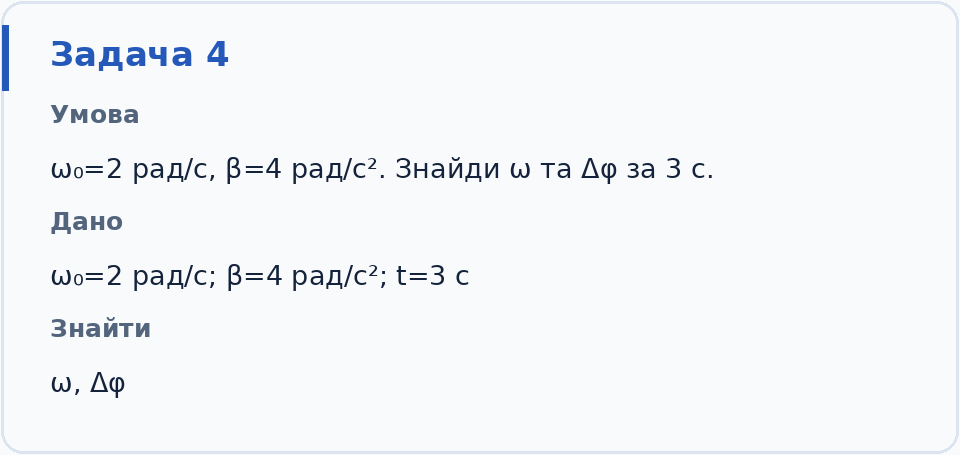 Задача 4
Умова
ω₀=2 рад/с, β=4 рад/с². Знайди ω та Δφ за 3 с.
Дано
ω₀=2 рад/с; β=4 рад/с²; t=3 с
Знайти
ω, Δφ